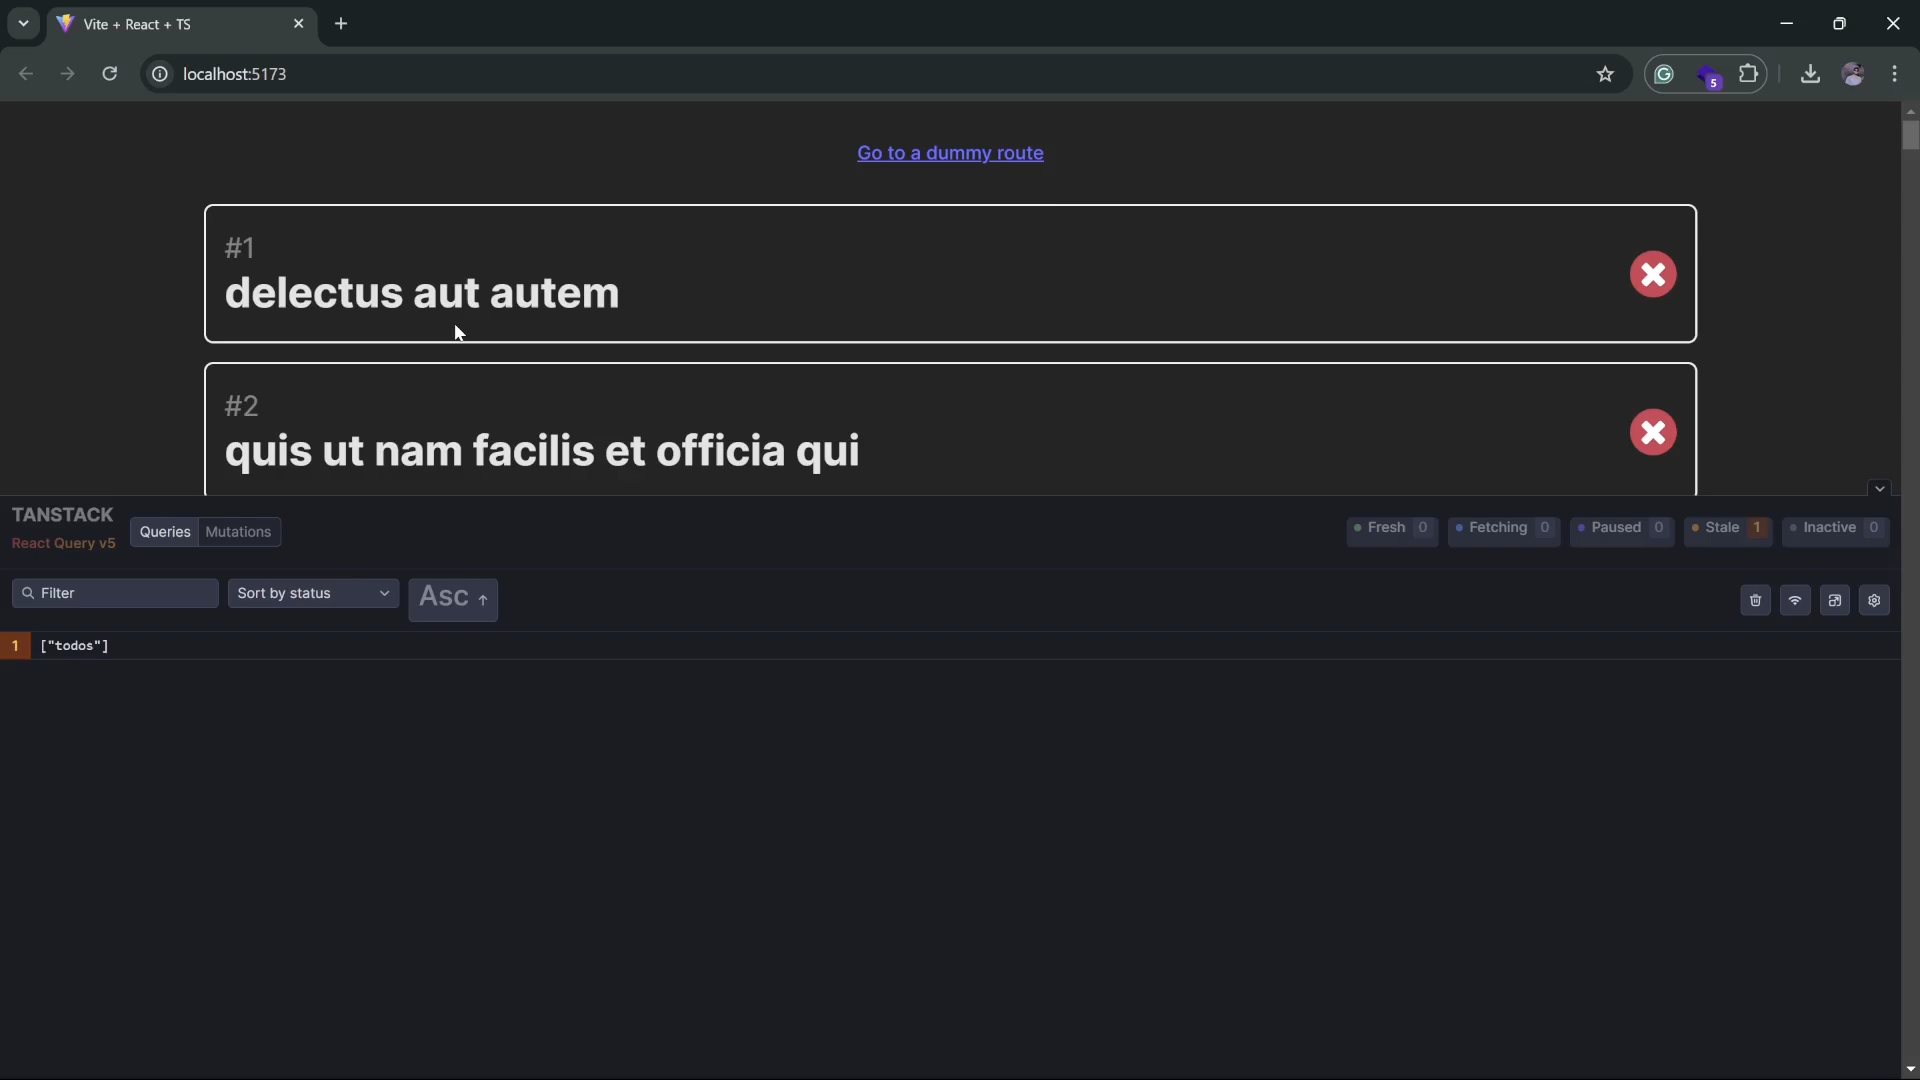 Vite + React + TS
localhost:5173
5
Go to a dummy route
#1
delectus aut autem
#2
quis ut nam facilis et officia qui
TANSTACK
React Query v5
Queries Mutations
Fresh 0 Fetching 0 Paused 0 Stale 1 Inactive 0
Filter Sort by status Asc ↑
1 ["todos"]